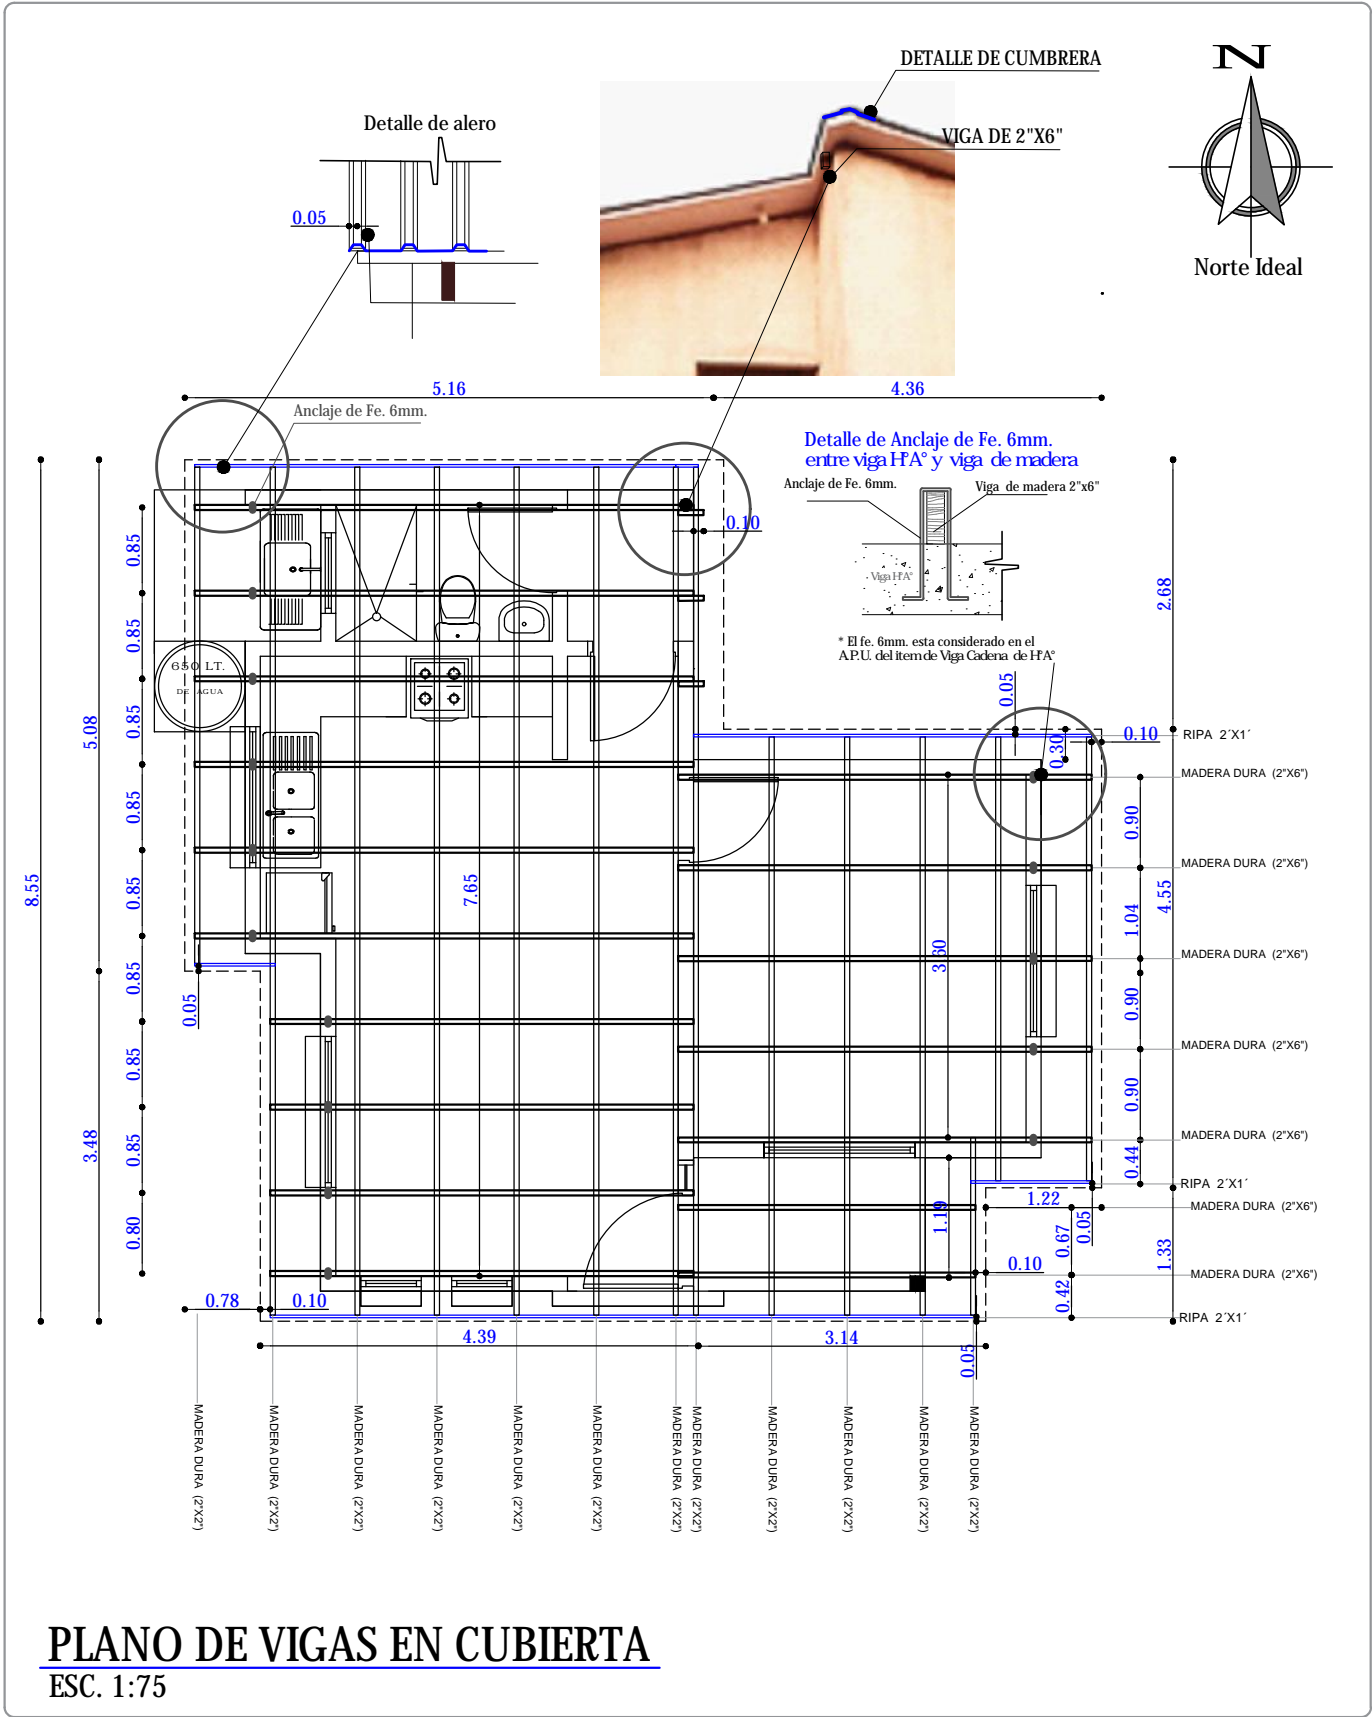 DETALLE DE CUMBRERA
N
Detalle de alero
VIGA DE 2"X6"
0.05
Norte Ideal
5.16
4.36
Anclaje de Fe. 6mm.
Detalle de Anclaje de Fe. 6mm.
entre viga H°A° y viga de madera
Anclaje de Fe. 6mm.
Viga de madera 2"x6"
0.10
Viga H°A°
* El fe. 6mm. esta considerado en el
A.P.U. del item de Viga Cadena de H°A°
650 LT.
DE AGUA
0.85
0.85
0.85
0.85
0.85
0.85
0.85
0.85
0.80
5.08
3.48
8.55
7.65
3.60
1.19
0.05
0.05
0.30
0.10
2.68
4.55
1.33
0.90
1.04
0.90
0.90
0.44
RIPA 2´X1´
MADERA DURA (2"X6")
MADERA DURA (2"X6")
MADERA DURA (2"X6")
MADERA DURA (2"X6")
MADERA DURA (2"X6")
RIPA 2´X1´
MADERA DURA (2"X6")
MADERA DURA (2"X6")
RIPA 2´X1´
1.22
0.05
0.67
0.42
0.10
0.78
0.10
4.39
3.14
0.05
MADERA DURA (2"X2")
MADERA DURA (2"X2")
MADERA DURA (2"X2")
MADERA DURA (2"X2")
MADERA DURA (2"X2")
MADERA DURA (2"X2")
MADERA DURA (2"X2")
MADERA DURA (2"X2")
MADERA DURA (2"X2")
MADERA DURA (2"X2")
MADERA DURA (2"X2")
MADERA DURA (2"X2")
PLANO DE VIGAS EN CUBIERTA
ESC. 1:75